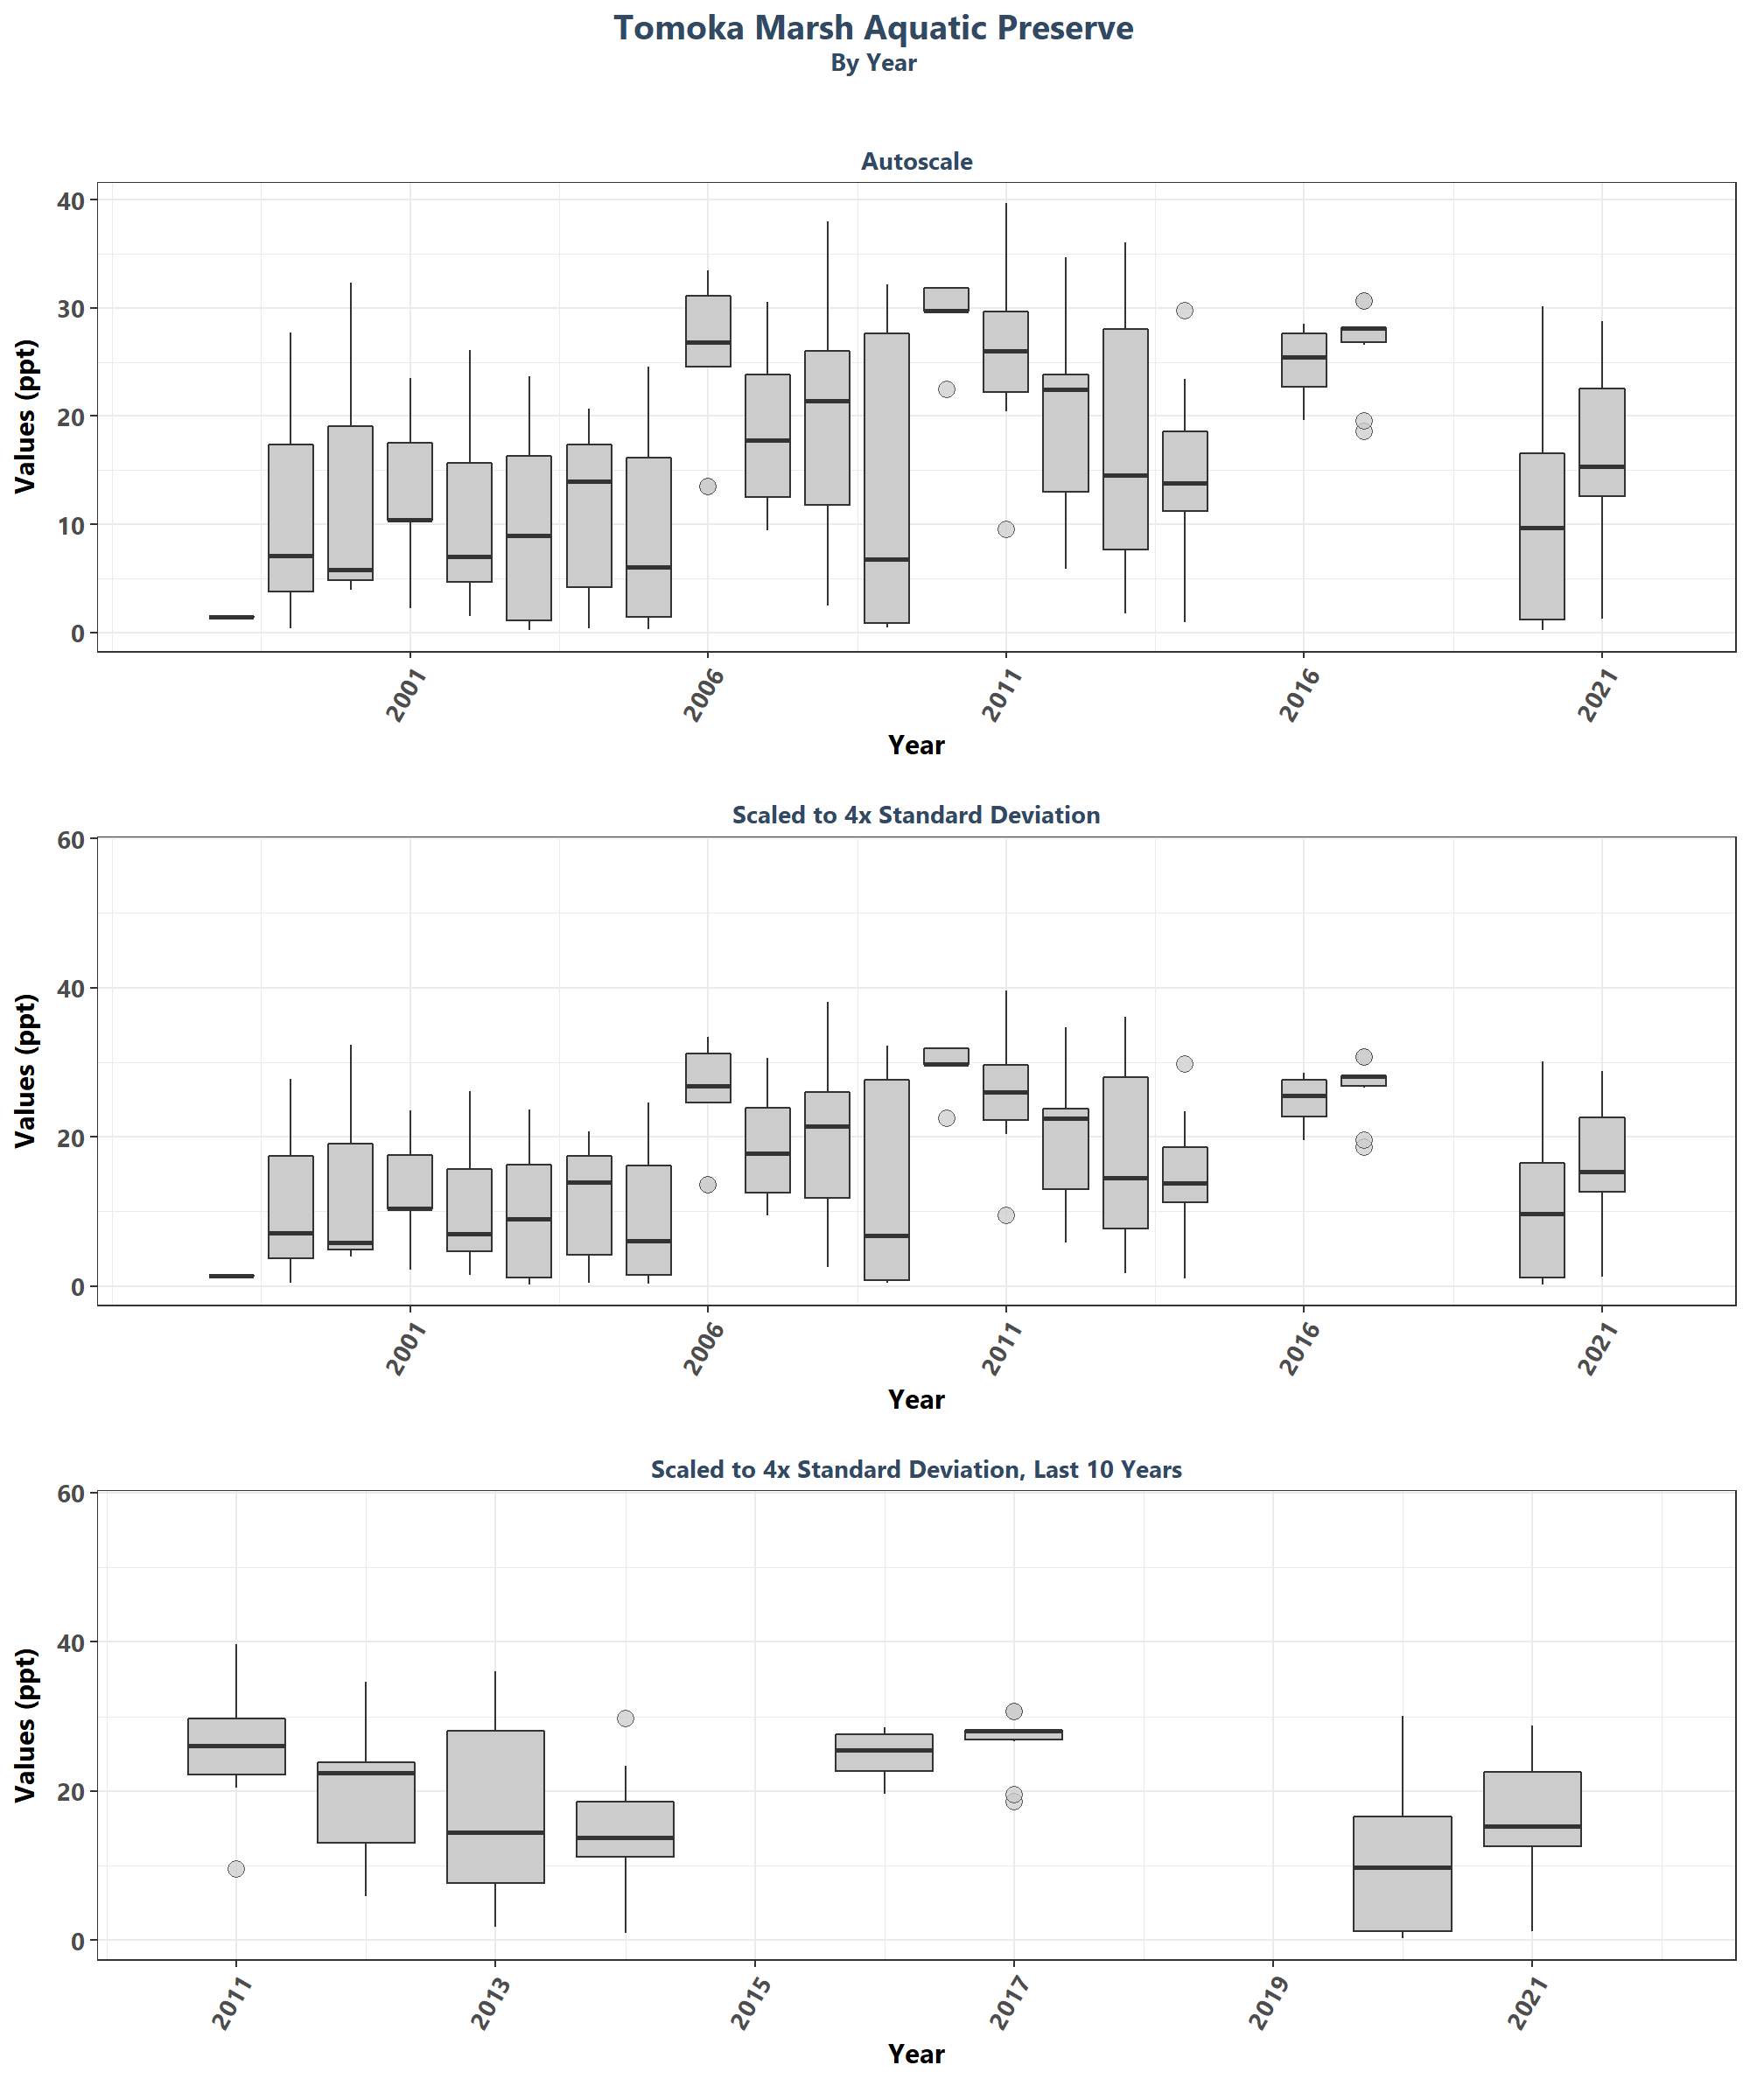 Tomoka Marsh Aquatic Preserve
By Year
Autoscale
40
30
20
10
0
Values (ppt)
2001
2006
2011
2016
2021
Year
Scaled to 4x Standard Deviation
60
40
20
0
Values (ppt)
2001
2006
2011
2016
2021
Year
Scaled to 4x Standard Deviation, Last 10 Years
60
40
20
0
Values (ppt)
2011
2013
2015
2017
2019
2021
Year